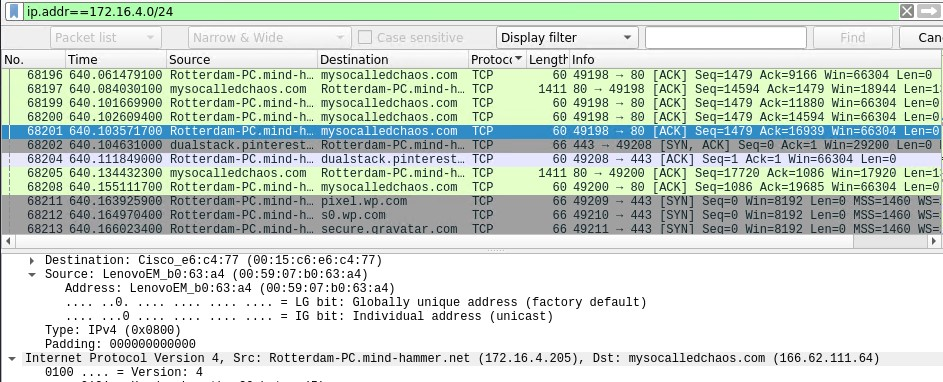 ip.addr==172.16.4.0/24
Packet list Narrow & Wide Case sensitive Display filter Find Can
No. Time Source Destination Protoc Length Info
68196 640.061479100 Rotterdam-PC.mind-h… mysocalledchaos.com TCP 60 49198 → 80 [ACK] Seq=1479 Ack=9166 Win=66304 Len=0
68197 640.084030100 mysocalledchaos.com Rotterdam-PC.mind-h… TCP 1411 80 → 49198 [ACK] Seq=14594 Ack=1479 Win=18944 Len=1
68199 640.101669900 Rotterdam-PC.mind-h… mysocalledchaos.com TCP 60 49198 → 80 [ACK] Seq=1479 Ack=11880 Win=66304 Len=0
68200 640.102609400 Rotterdam-PC.mind-h… mysocalledchaos.com TCP 60 49198 → 80 [ACK] Seq=1479 Ack=14594 Win=66304 Len=0
68201 640.103571700 Rotterdam-PC.mind-h… mysocalledchaos.com TCP 60 49198 → 80 [ACK] Seq=1479 Ack=16939 Win=66304 Len=0
68202 640.104631000 dualstack.pinterest… Rotterdam-PC.mind-h… TCP 66 443 → 49208 [SYN, ACK] Seq=0 Ack=1 Win=29200 Len=0
68204 640.111849000 Rotterdam-PC.mind-h… dualstack.pinterest… TCP 60 49208 → 443 [ACK] Seq=1 Ack=1 Win=66304 Len=0
68205 640.134432300 mysocalledchaos.com Rotterdam-PC.mind-h… TCP 1411 80 → 49200 [ACK] Seq=17720 Ack=1086 Win=17920 Len=1
68208 640.155111700 Rotterdam-PC.mind-h… mysocalledchaos.com TCP 60 49200 → 80 [ACK] Seq=1086 Ack=19685 Win=66304 Len=0
68211 640.163925900 Rotterdam-PC.mind-h… pixel.wp.com TCP 66 49209 → 443 [SYN] Seq=0 Win=8192 Len=0 MSS=1460 WS=
68212 640.164970400 Rotterdam-PC.mind-h… s0.wp.com TCP 66 49210 → 443 [SYN] Seq=0 Win=8192 Len=0 MSS=1460 WS=
68213 640.166023400 Rotterdam-PC.mind-h… secure.gravatar.com TCP 66 49211 → 443 [SYN] Seq=0 Win=8192 Len=0 MSS=1460 WS=
Destination: Cisco_e6:c4:77 (00:15:c6:e6:c4:77)
Source: LenovoEM_b0:63:a4 (00:59:07:b0:63:a4)
Address: LenovoEM_b0:63:a4 (00:59:07:b0:63:a4)
.... ..0. .... .... .... .... = LG bit: Globally unique address (factory default)
.... ...0 .... .... .... .... = IG bit: Individual address (unicast)
Type: IPv4 (0x0800)
Padding: 000000000000
Internet Protocol Version 4, Src: Rotterdam-PC.mind-hammer.net (172.16.4.205), Dst: mysocalledchaos.com (166.62.111.64)
0100 .... = Version: 4